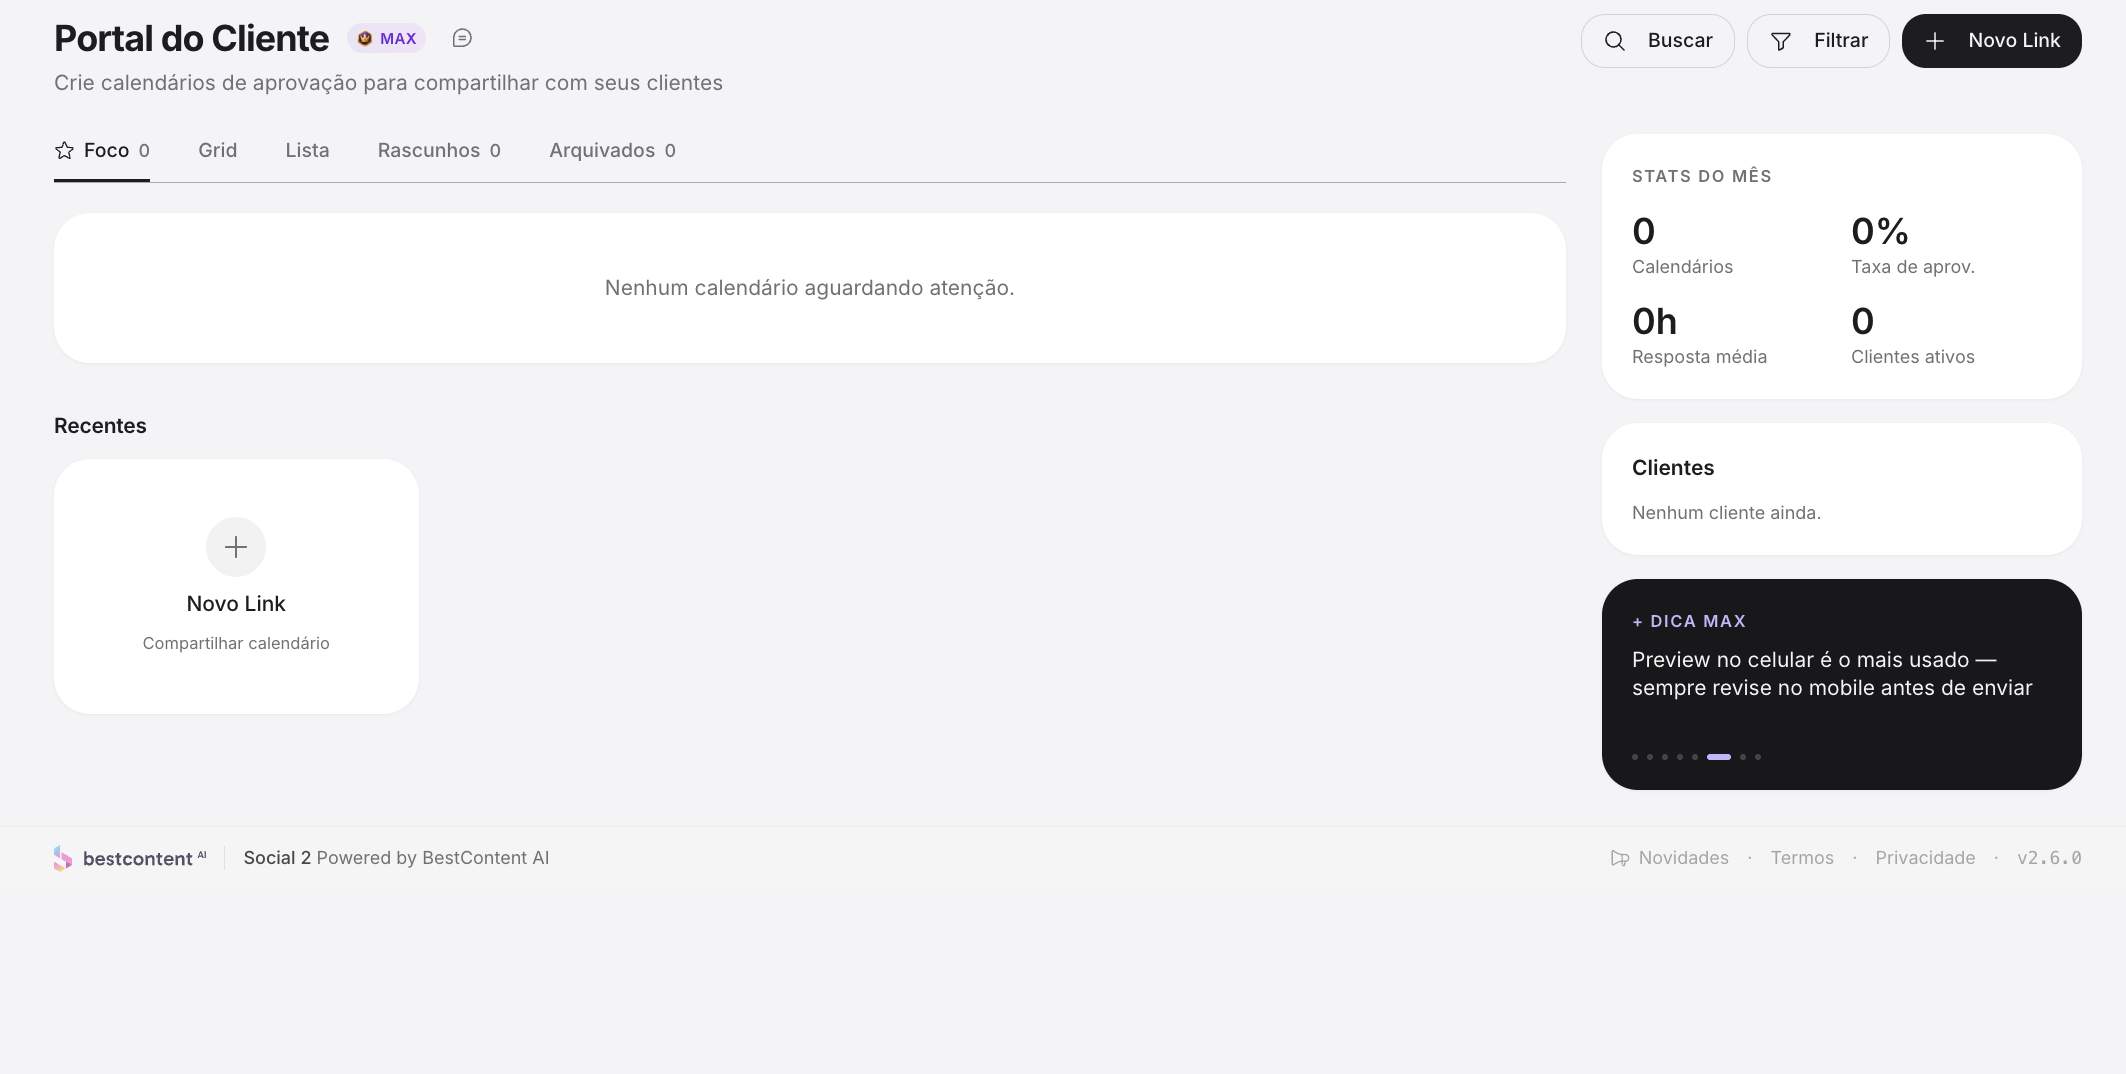 Portal do Cliente
MAX
Buscar
Filtrar
Novo Link
Crie calendários de aprovação para compartilhar com seus clientes
Foco 0
Grid
Lista
Rascunhos 0
Arquivados 0
Nenhum calendário aguardando atenção.
Recentes
Novo Link
Compartilhar calendário
STATS DO MÊS
0
Calendários
0%
Taxa de aprov.
0h
Resposta média
0
Clientes ativos
Clientes
Nenhum cliente ainda.
+ DICA MAX
Preview no celular é o mais usado —
sempre revise no mobile antes de enviar
bestcontent AI
Social 2 Powered by BestContent AI
Novidades · Termos · Privacidade · v2.6.0